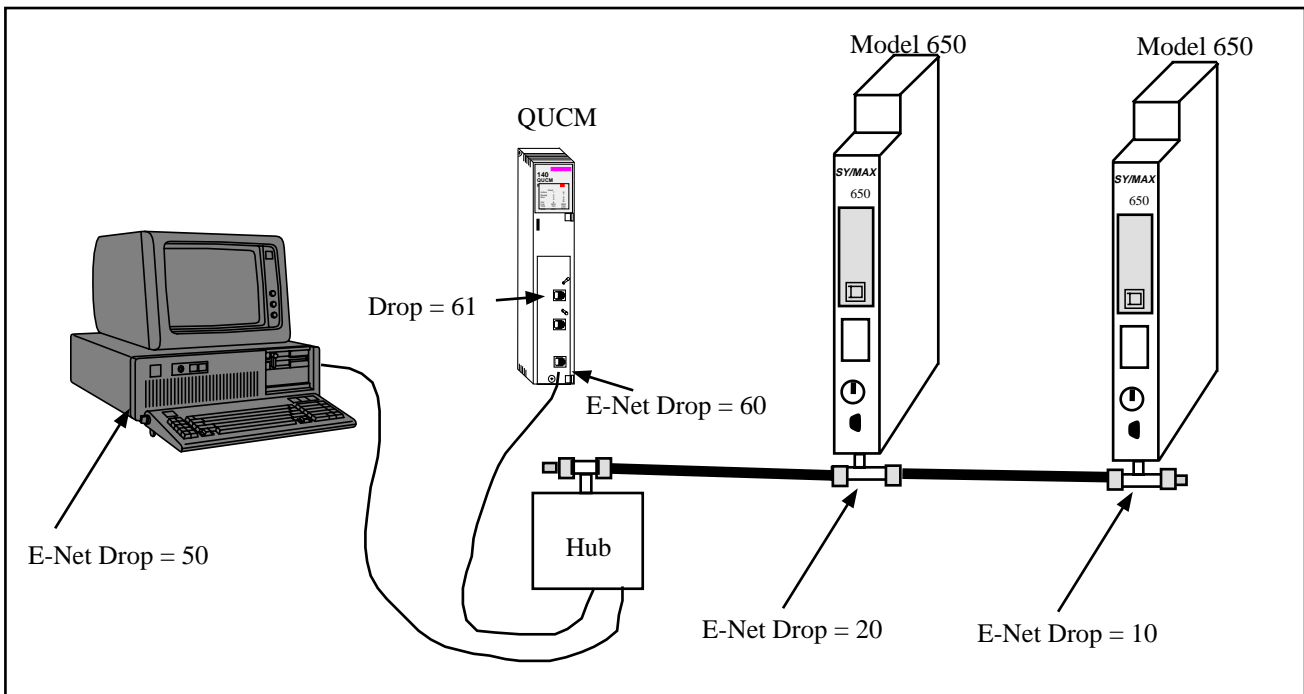 Model 650
Model 650
QUCM
140
QUCM
SY/MAX
650
SY/MAX
650
Drop = 61
E-Net Drop = 60
Hub
E-Net Drop = 50
E-Net Drop = 20
E-Net Drop = 10